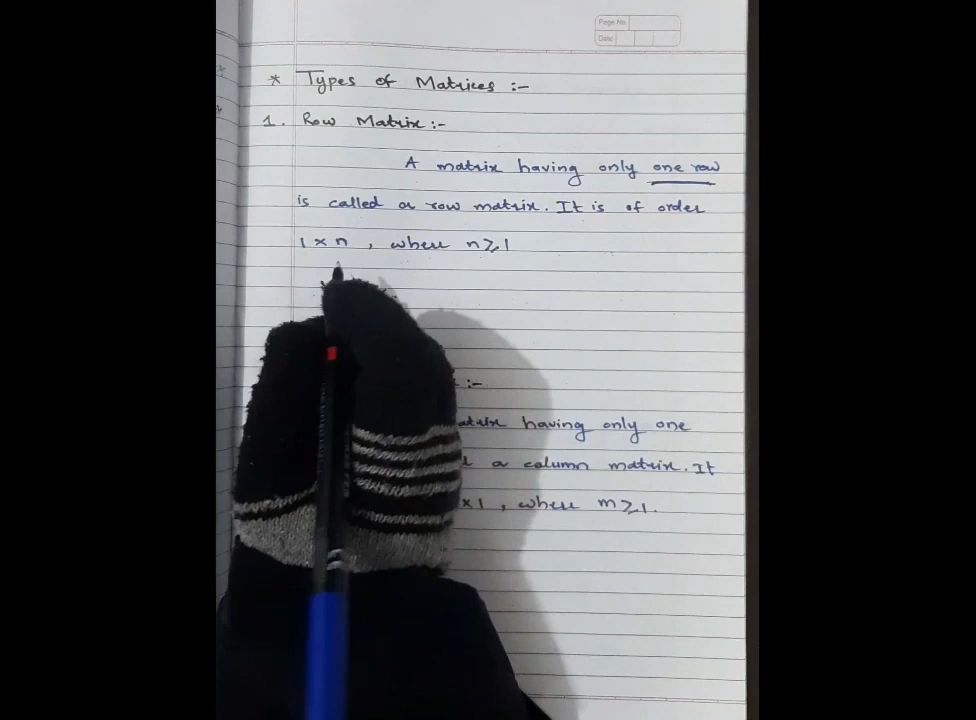 Page No.
Date
* Types of Matrices :-
1. Row Matrix :-
A matrix having only one row
is called a row matrix. It is of order
1 × n , where n ≥ 1
:-
having only one
a column matrix. It
× 1 , where m ≥ 1.